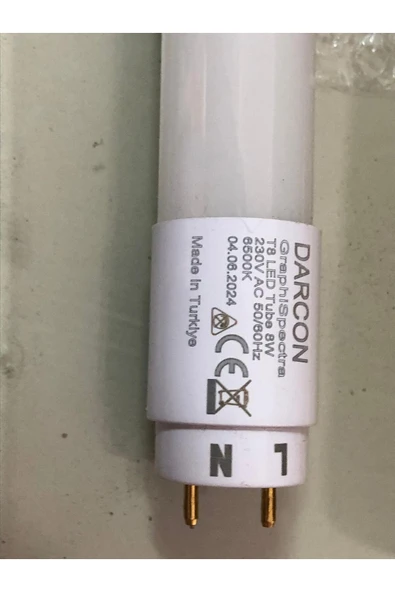 DARCON
GraphiSpectra
T8 LED Tube 8W
230V AC 50/60Hz
6500K
04.06.2024
Made in Turkiye
CE
N
L